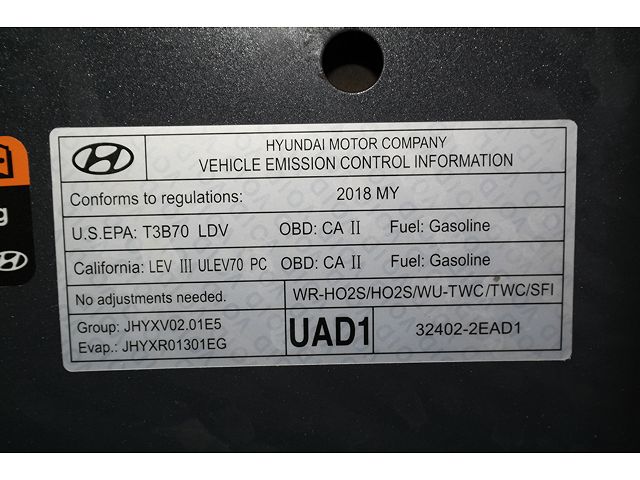 HYUNDAI MOTOR COMPANY
VEHICLE EMISSION CONTROL INFORMATION
Conforms to regulations: 2018 MY
U.S.EPA: T3B70 LDV OBD: CA II Fuel: Gasoline
California: LEV III ULEV70 PC OBD: CA II Fuel: Gasoline
No adjustments needed. WR-HO2S/HO2S/WU-TWC/TWC/SFI
Group: JHYXV02.01E5
Evap.: JHYXR01301EG
UAD1
32402-2EAD1
g